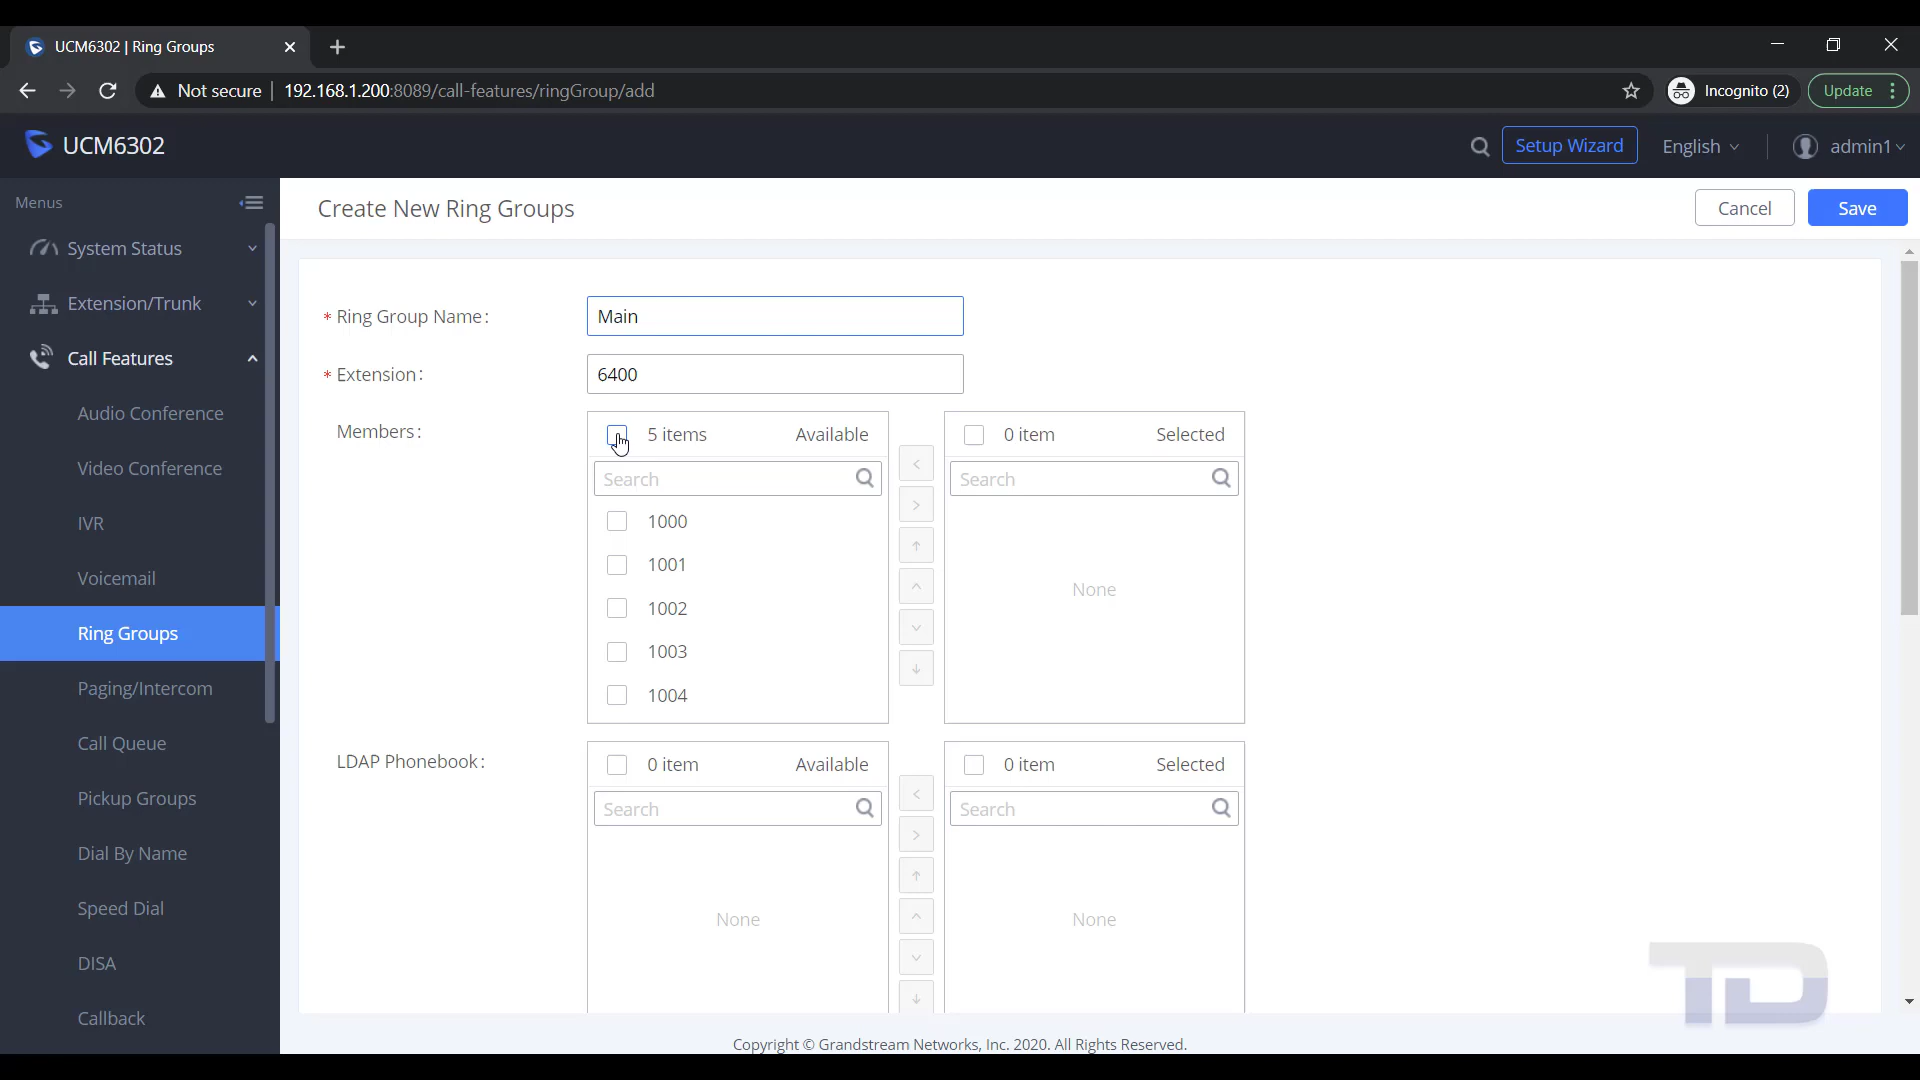 UCM6302 | Ring Groups
Not secure 192.168.1.200:8089/call-features/ringGroup/add Incognito (2) Update
UCM6302 Setup Wizard English admin1
Menus
System Status
Extension/Trunk
Call Features
Audio Conference
Video Conference
IVR
Voicemail
Ring Groups
Paging/Intercom
Call Queue
Pickup Groups
Dial By Name
Speed Dial
DISA
Callback
Create New Ring Groups Cancel Save
* Ring Group Name: Main
* Extension: 6400
Members: 5 items Available 0 item Selected
Search Search
1000
1001
1002
1003
1004
None
LDAP Phonebook: 0 item Available 0 item Selected
Search Search
None None
TD
Copyright © Grandstream Networks, Inc. 2020. All Rights Reserved.